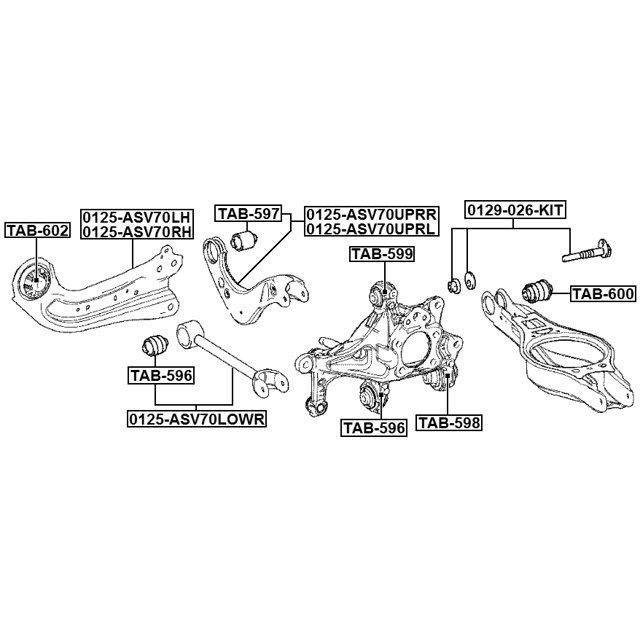 TAB-602
0125-ASV70LH
0125-ASV70RH
TAB-597
0125-ASV70UPRR
0125-ASV70UPRL
TAB-599
0129-026-KIT
TAB-600
TAB-596
0125-ASV70LOWR
TAB-596
TAB-598